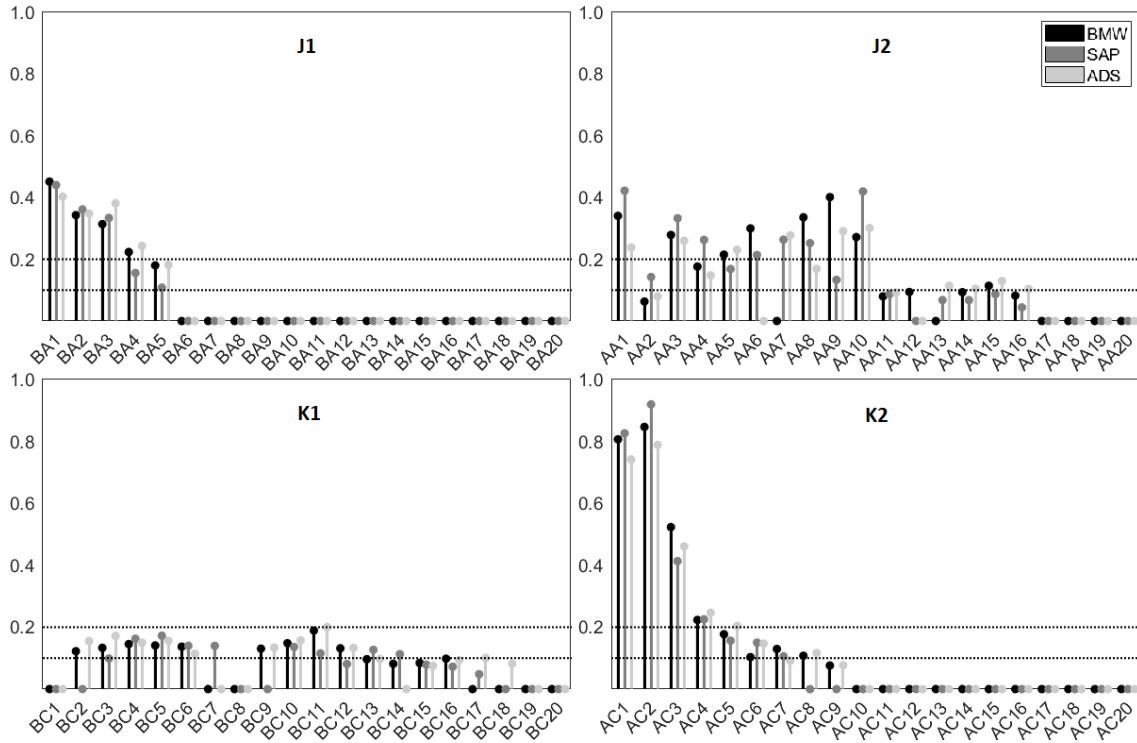 J1
1.0
0.8
0.6
0.4
0.2
BA1 BA2 BA3 BA4 BA5 BA6 BA7 BA8 BA9 BA10 BA11 BA12 BA13 BA14 BA15 BA16 BA17 BA18 BA19 BA20
J2
BMW
SAP
ADS
1.0
0.8
0.6
0.4
0.2
AA1 AA2 AA3 AA4 AA5 AA6 AA7 AA8 AA9 AA10 AA11 AA12 AA13 AA14 AA15 AA16 AA17 AA18 AA19 AA20
K1
1.0
0.8
0.6
0.4
0.2
BC1 BC2 BC3 BC4 BC5 BC6 BC7 BC8 BC9 BC10 BC11 BC12 BC13 BC14 BC15 BC16 BC17 BC18 BC19 BC20
K2
1.0
0.8
0.6
0.4
0.2
AC1 AC2 AC3 AC4 AC5 AC6 AC7 AC8 AC9 AC10 AC11 AC12 AC13 AC14 AC15 AC16 AC17 AC18 AC19 AC20